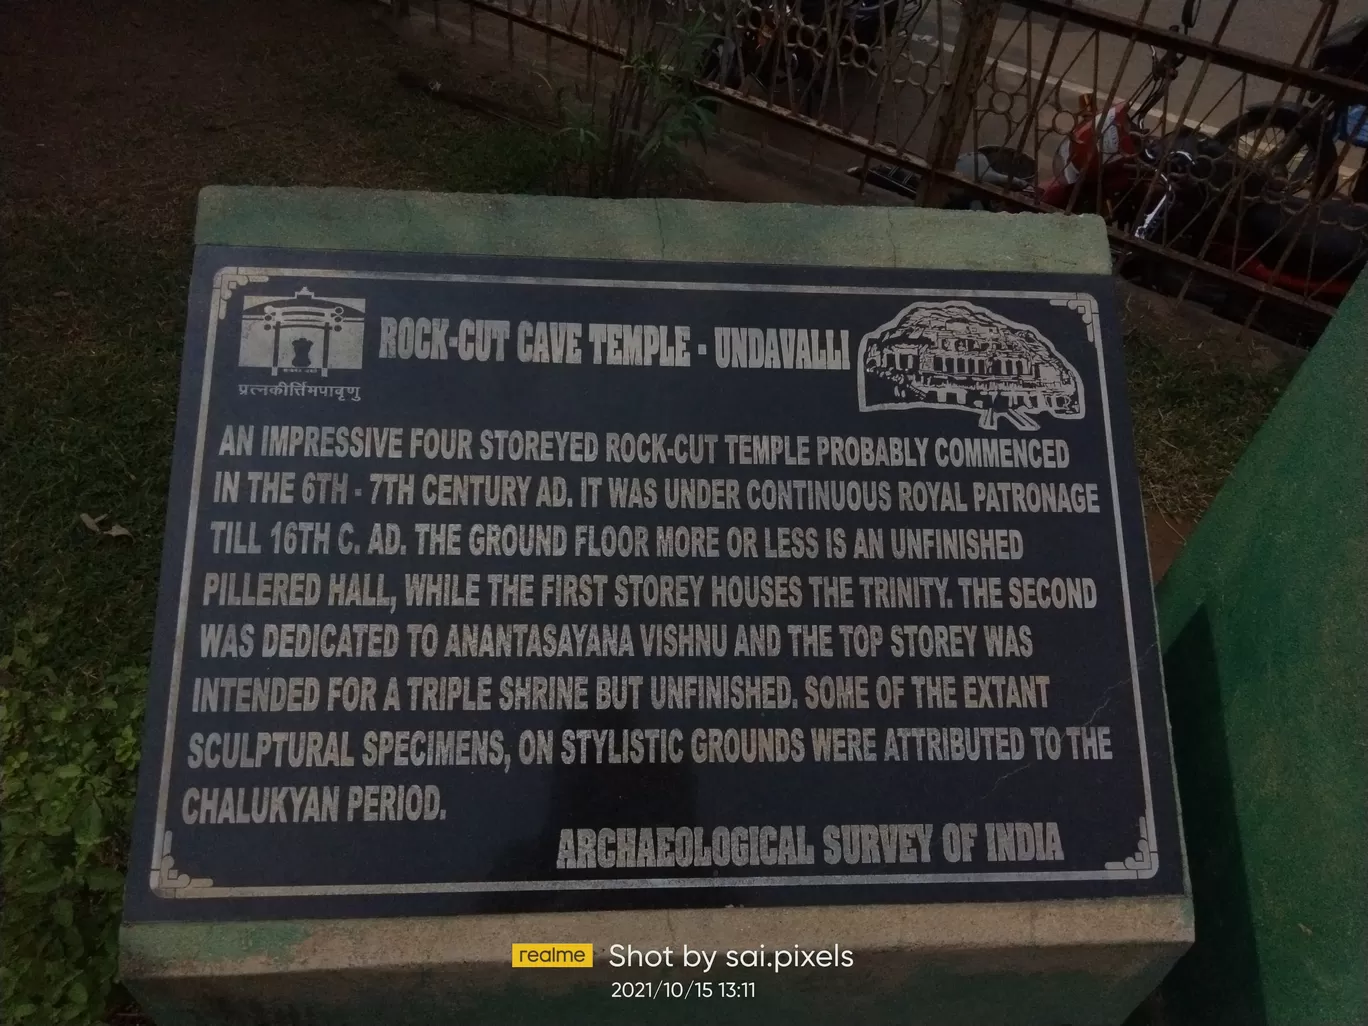 ROCK-CUT CAVE TEMPLE - UNDAVALLI
प्रत्नकीर्त्तिमपावृणु
AN IMPRESSIVE FOUR STOREYED ROCK-CUT TEMPLE PROBABLY COMMENCED
IN THE 6TH - 7TH CENTURY AD. IT WAS UNDER CONTINUOUS ROYAL PATRONAGE
TILL 16TH C. AD. THE GROUND FLOOR MORE OR LESS IS AN UNFINISHED
PILLERED HALL, WHILE THE FIRST STOREY HOUSES THE TRINITY. THE SECOND
WAS DEDICATED TO ANANTASAYANA VISHNU AND THE TOP STOREY WAS
INTENDED FOR A TRIPLE SHRINE BUT UNFINISHED. SOME OF THE EXTANT
SCULPTURAL SPECIMENS, ON STYLISTIC GROUNDS WERE ATTRIBUTED TO THE
CHALUKYAN PERIOD.
ARCHAEOLOGICAL SURVEY OF INDIA
realme Shot by sai.pixels
2021/10/15 13:11